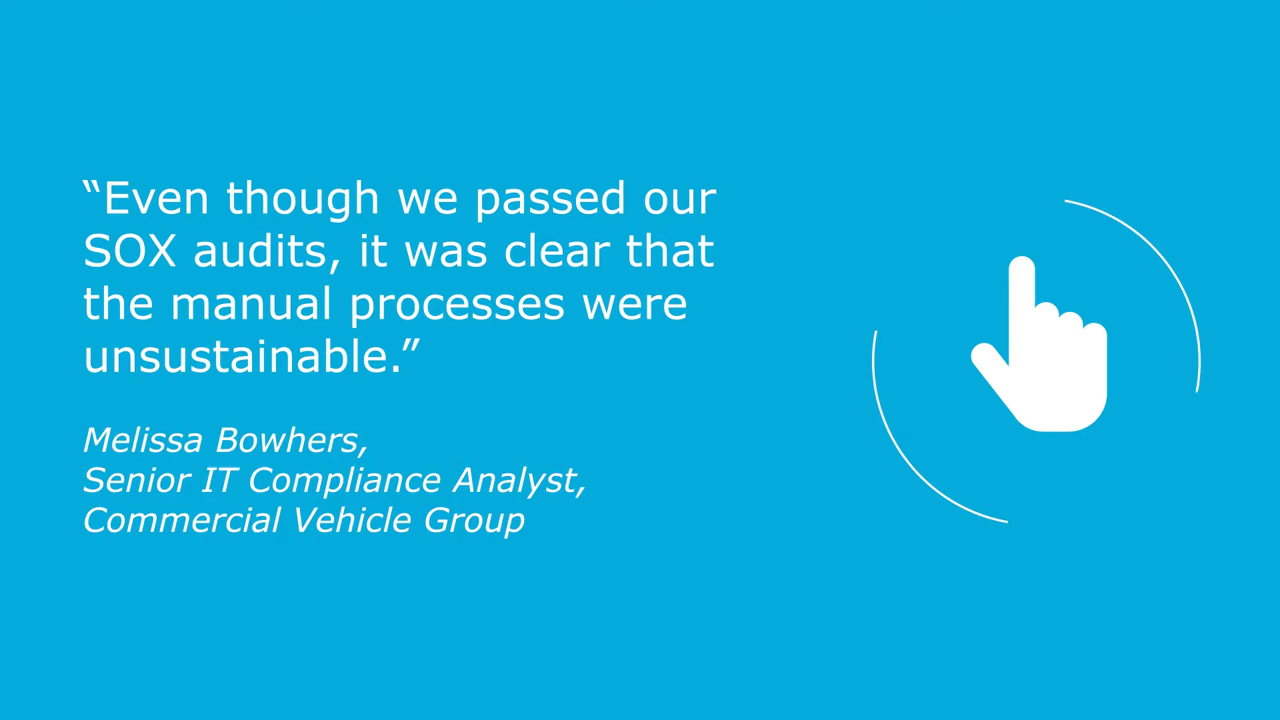 “Even though we passed our
SOX audits, it was clear that
the manual processes were
unsustainable.”
Melissa Bowhers,
Senior IT Compliance Analyst,
Commercial Vehicle Group